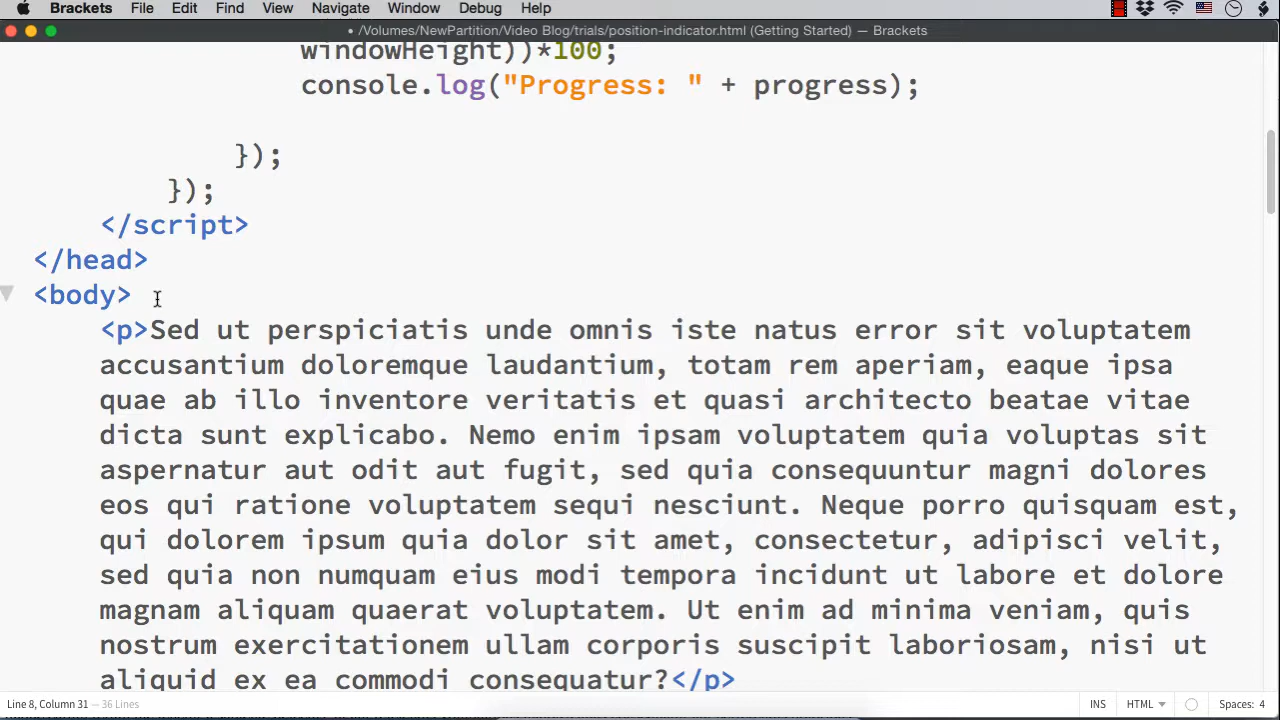 Brackets File Edit Find View Navigate Window Debug Help
• /Volumes/NewPartition/Video Blog/trials/position-indicator.html (Getting Started) — Brackets
windowHeight))*100;
console.log("Progress: " + progress);
});
});
</script>
</head>
<body>
<p>Sed ut perspiciatis unde omnis iste natus error sit voluptatem
accusantium doloremque laudantium, totam rem aperiam, eaque ipsa
quae ab illo inventore veritatis et quasi architecto beatae vitae
dicta sunt explicabo. Nemo enim ipsam voluptatem quia voluptas sit
aspernatur aut odit aut fugit, sed quia consequuntur magni dolores
eos qui ratione voluptatem sequi nesciunt. Neque porro quisquam est,
qui dolorem ipsum quia dolor sit amet, consectetur, adipisci velit,
sed quia non numquam eius modi tempora incidunt ut labore et dolore
magnam aliquam quaerat voluptatem. Ut enim ad minima veniam, quis
nostrum exercitationem ullam corporis suscipit laboriosam, nisi ut
aliquid ex ea commodi consequatur?</p>
Line 8, Column 31 — 36 Lines INS HTML Spaces: 4